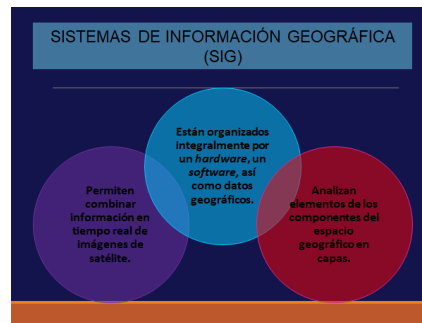 SISTEMAS DE INFORMACIÓN GEOGRÁFICA
(SIG)
Están organizados
integralmente por
un hardware, un
software, así
como datos
geográficos.
Permiten
combinar
información en
tiempo real de
imágenes de
satélite.
Analizan
elementos de los
componentes del
espacio
geográfico en
capas.